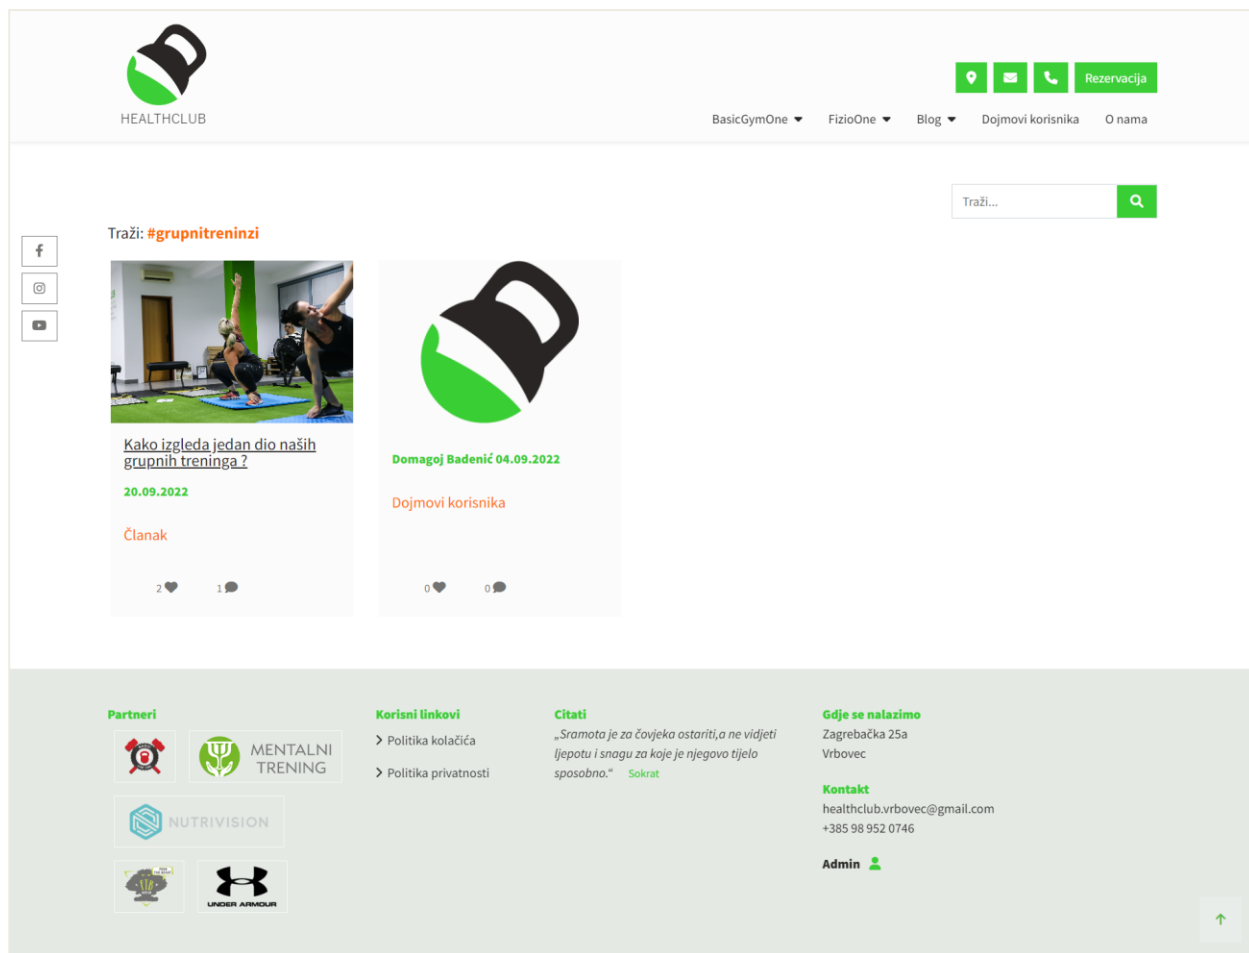 HEALTHCLUB
Rezervacija
BasicGymOne
FizioOne
Blog
Dojmovi korisnika
O nama
Traži...
Traži: #grupnitreninzi
Kako izgleda jedan dio naših
grupnih treninga ?
20.09.2022
Članak
2
1
Domagoj Badenić 04.09.2022
Dojmovi korisnika
0
0
Partneri
MENTALNI
TRENING
NUTRIVISION
UNDER ARMOUR
Korisni linkovi
Politika kolačića
Politika privatnosti
Citati
„Sramota je za čovjeka ostariti,a ne vidjeti
ljepotu i snagu za koje je njegovo tijelo
sposobno.“ Sokrat
Gdje se nalazimo
Zagrebačka 25a
Vrbovec
Kontakt
healthclub.vrbovec@gmail.com
+385 98 952 0746
Admin